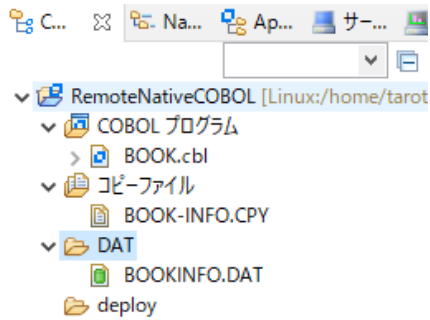 C... Na... Ap... サー...
RemoteNativeCOBOL [Linux:/home/tarot
COBOL プログラム
BOOK.cbl
コピーファイル
BOOK-INFO.CPY
DAT
BOOKINFO.DAT
deploy